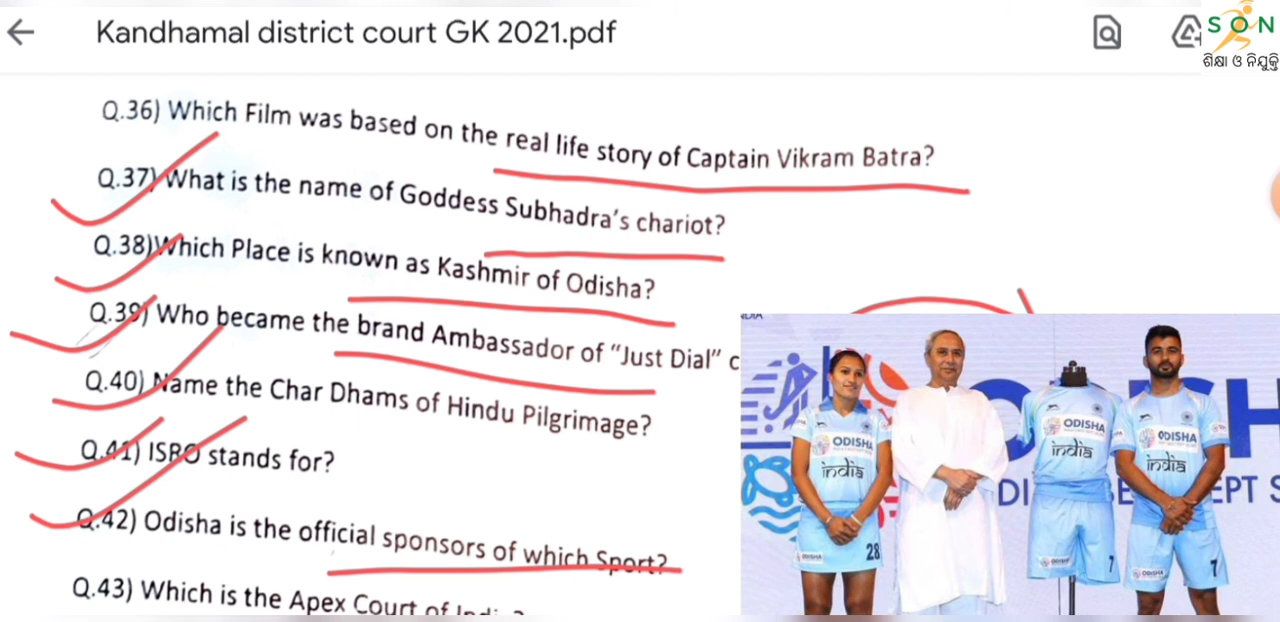 Kandhamal district court GK 2021.pdf
SON
ଶିକ୍ଷା ଓ ନିଯୁକ୍ତି
Q.36) Which Film was based on the real life story of Captain Vikram Batra?
Q.37) What is the name of Goddess Subhadra's chariot?
Q.38)Which Place is known as Kashmir of Odisha?
Q.39) Who became the brand Ambassador of "Just Dial" c
Q.40) Name the Char Dhams of Hindu Pilgrimage?
Q.41) ISRO stands for?
Q.42) Odisha is the official sponsors of which Sport?
Q.43) Which is the Apex Court of
ODISHA
india
28
ODISHA
ODISHA
india
7
ODISHA
ODISHA
india
7
ODISHA
EPT S